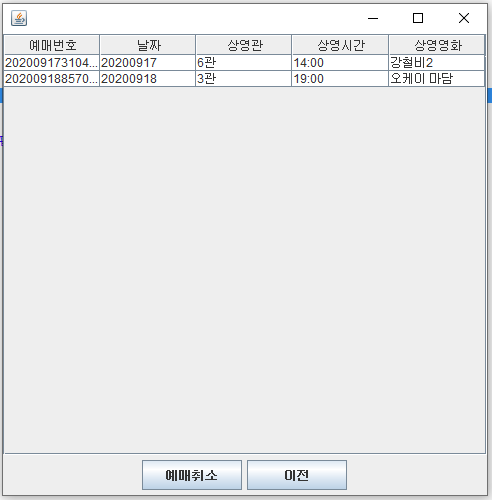 예매번호 날짜 상영관 상영시간 상영영화
202009173104... 20200917 6관 14:00 강철비2
202009188570... 20200918 3관 19:00 오케이 마담
예매취소 이전